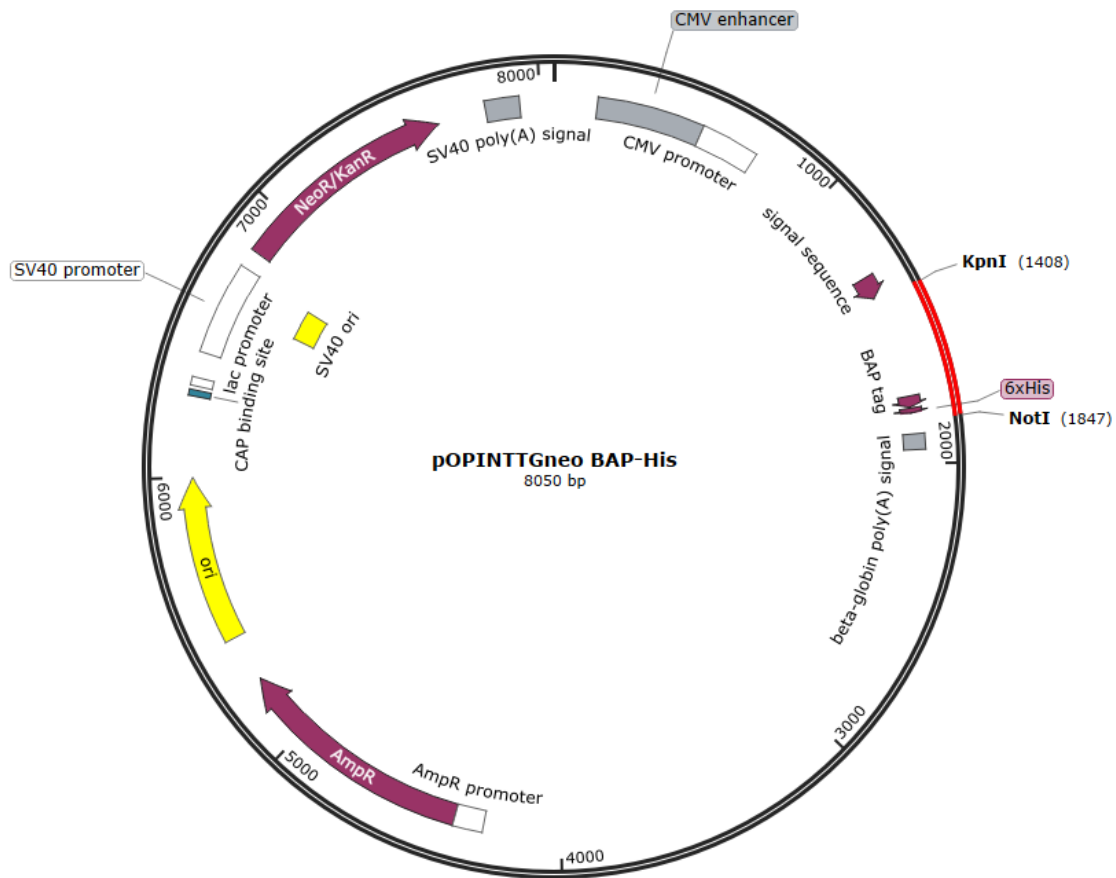 CMV enhancer
8000
SV40 poly(A) signal
CMV promoter
1000
NeoR/KanR
7000
signal sequence
KpnI (1408)
SV40 promoter
lac promoter
CAP binding site
SV40 ori
BAP tag
6xHis
NotI (1847)
2000
pOPINTTGneo BAP-His
8050 bp
beta-globin poly(A) signal
6000
ori
3000
5000
AmpR
AmpR promoter
4000